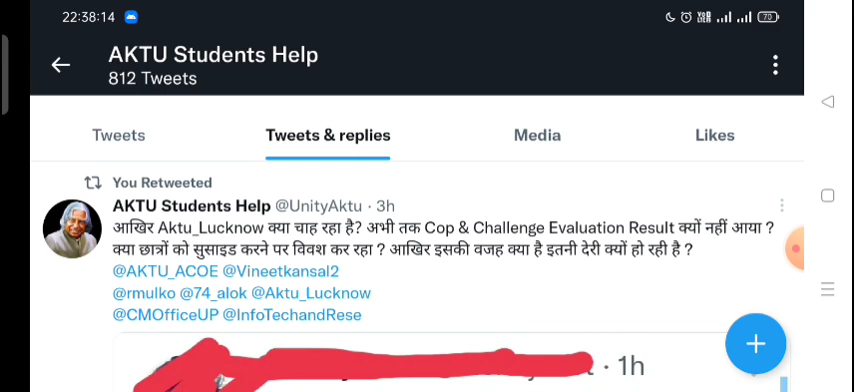 22:38:14
70
AKTU Students Help
812 Tweets
Tweets Tweets & replies Media Likes
You Retweeted
AKTU Students Help @UnityAktu · 3h
आखिर Aktu_Lucknow क्या चाह रहा है? अभी तक Cop & Challenge Evaluation Result क्यों नहीं आया ?
क्या छात्रों को सुसाइड करने पर विवश कर रहा ? आखिर इसकी वजह क्या है इतनी देरी क्यों हो रही है ?
@AKTU_ACOE @Vineetkansal2
@rmulko @74_alok @Aktu_Lucknow
@CMOfficeUP @InfoTechandRese
· 1h